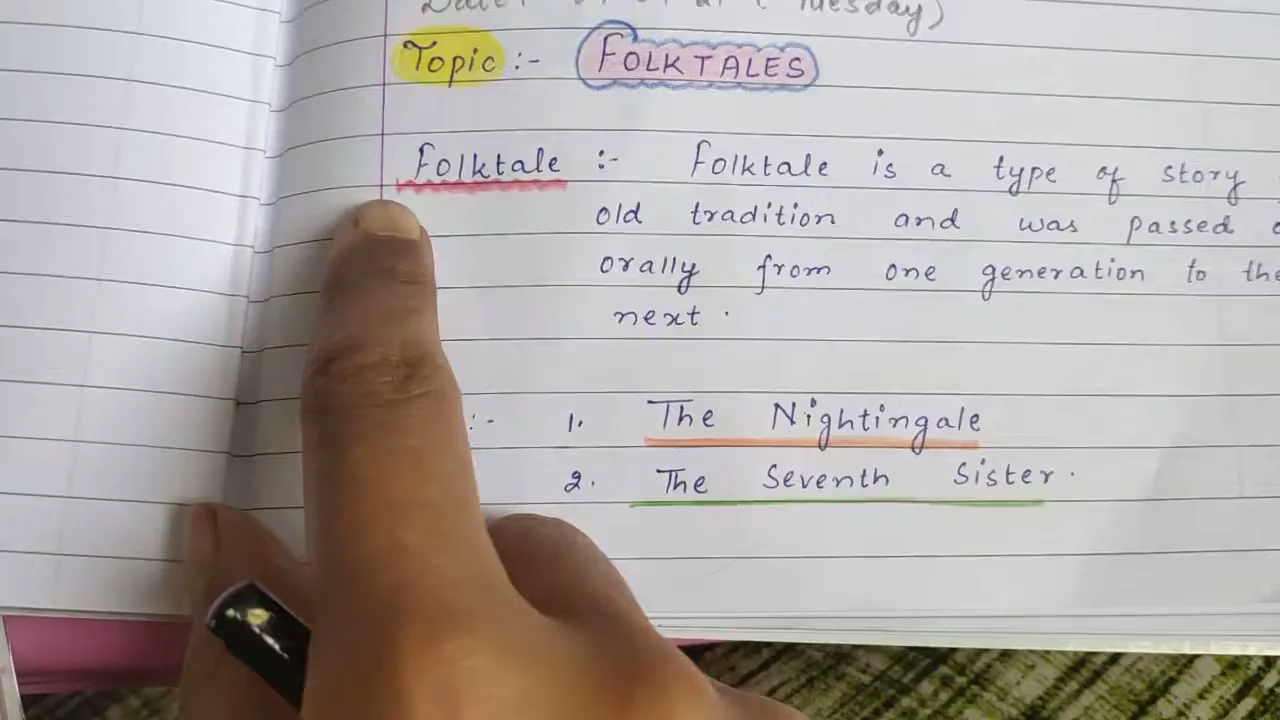 Tuesday)
Topic :- FOLKTALES
Folktale :- Folktale is a type of story
old tradition and was passed
orally from one generation to the
next .
:- 1. The Nightingale
2. The Seventh Sister .